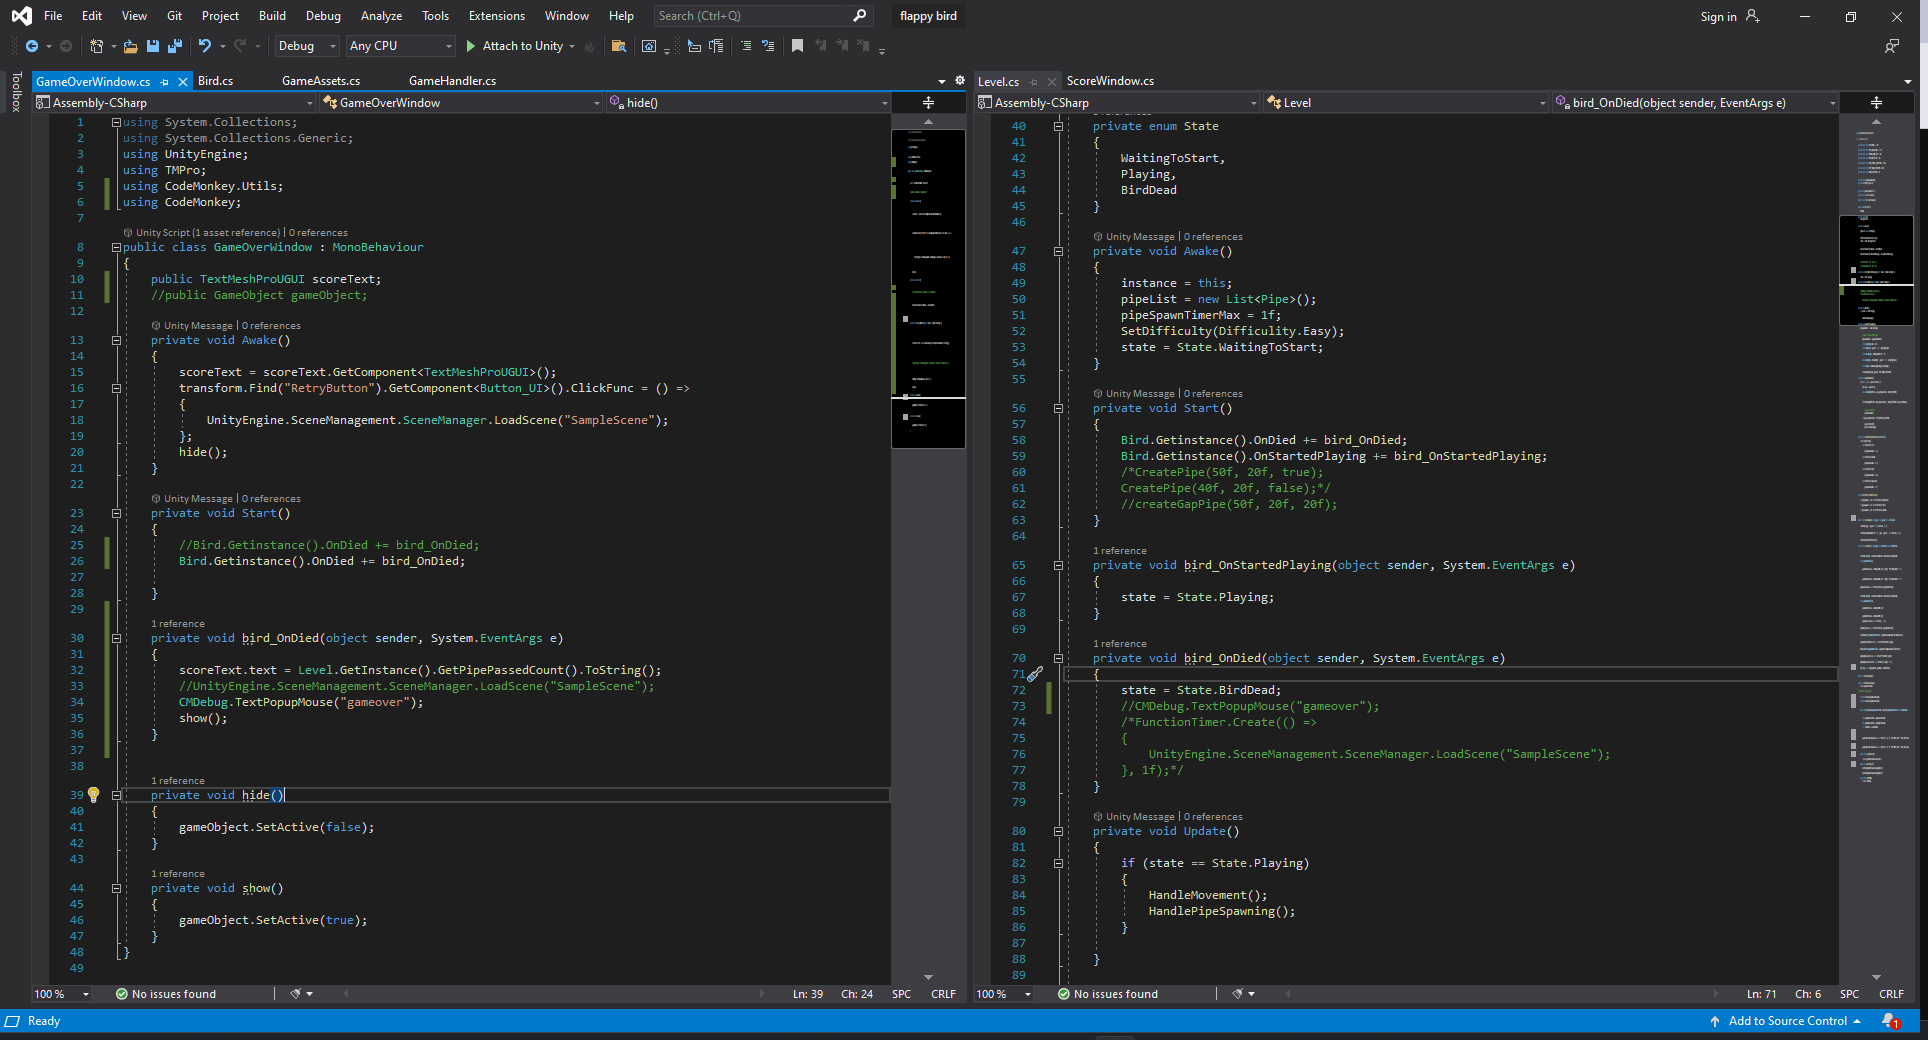 File Edit View Git Project Build Debug Analyze Tools Extensions Window Help Search (Ctrl+Q) flappy bird Sign in
Debug Any CPU Attach to Unity
Toolbox
GameOverWindow.cs Bird.cs GameAssets.cs GameHandler.cs
Assembly-CSharp GameOverWindow hide()
1 using System.Collections;
2 using System.Collections.Generic;
3 using UnityEngine;
4 using TMPro;
5 using CodeMonkey.Utils;
6 using CodeMonkey;
7
Unity Script (1 asset reference) | 0 references
8 public class GameOverWindow : MonoBehaviour
9 {
10 public TextMeshProUGUI scoreText;
11 //public GameObject gameObject;
12
Unity Message | 0 references
13 private void Awake()
14 {
15 scoreText = scoreText.GetComponent<TextMeshProUGUI>();
16 transform.Find("RetryButton").GetComponent<Button_UI>().ClickFunc = () =>
17 {
18 UnityEngine.SceneManagement.SceneManager.LoadScene("SampleScene");
19 };
20 hide();
21 }
22
Unity Message | 0 references
23 private void Start()
24 {
25 //Bird.Getinstance().OnDied += bird_OnDied;
26 Bird.Getinstance().OnDied += bird_OnDied;
27
28 }
29
1 reference
30 private void bird_OnDied(object sender, System.EventArgs e)
31 {
32 scoreText.text = Level.GetInstance().GetPipePassedCount().ToString();
33 //UnityEngine.SceneManagement.SceneManager.LoadScene("SampleScene");
34 CMDebug.TextPopupMouse("gameover");
35 show();
36 }
37
38
1 reference
39 private void hide()
40 {
41 gameObject.SetActive(false);
42 }
43
1 reference
44 private void show()
45 {
46 gameObject.SetActive(true);
47 }
48 }
49
100 % No issues found Ln: 39 Ch: 24 SPC CRLF
Level.cs ScoreWindow.cs
Assembly-CSharp Level bird_OnDied(object sender, EventArgs e)
40 private enum State
41 {
42 WaitingToStart,
43 Playing,
44 BirdDead
45 }
46
Unity Message | 0 references
47 private void Awake()
48 {
49 instance = this;
50 pipeList = new List<Pipe>();
51 pipeSpawnTimerMax = 1f;
52 SetDifficulty(Difficulity.Easy);
53 state = State.WaitingToStart;
54 }
55
Unity Message | 0 references
56 private void Start()
57 {
58 Bird.Getinstance().OnDied += bird_OnDied;
59 Bird.Getinstance().OnStartedPlaying += bird_OnStartedPlaying;
60 /*CreatePipe(50f, 20f, true);
61 CreatePipe(40f, 20f, false);*/
62 //createGapPipe(50f, 20f, 20f);
63 }
64
1 reference
65 private void bird_OnStartedPlaying(object sender, System.EventArgs e)
66 {
67 state = State.Playing;
68 }
69
1 reference
70 private void bird_OnDied(object sender, System.EventArgs e)
71 {
72 state = State.BirdDead;
73 //CMDebug.TextPopupMouse("gameover");
74 /*FunctionTimer.Create(() =>
75 {
76 UnityEngine.SceneManagement.SceneManager.LoadScene("SampleScene");
77 }, 1f);*/
78 }
79
Unity Message | 0 references
80 private void Update()
81 {
82 if (state == State.Playing)
83 {
84 HandleMovement();
85 HandlePipeSpawning();
86 }
87
88 }
89
100 % No issues found Ln: 71 Ch: 6 SPC CRLF
Ready Add to Source Control 1